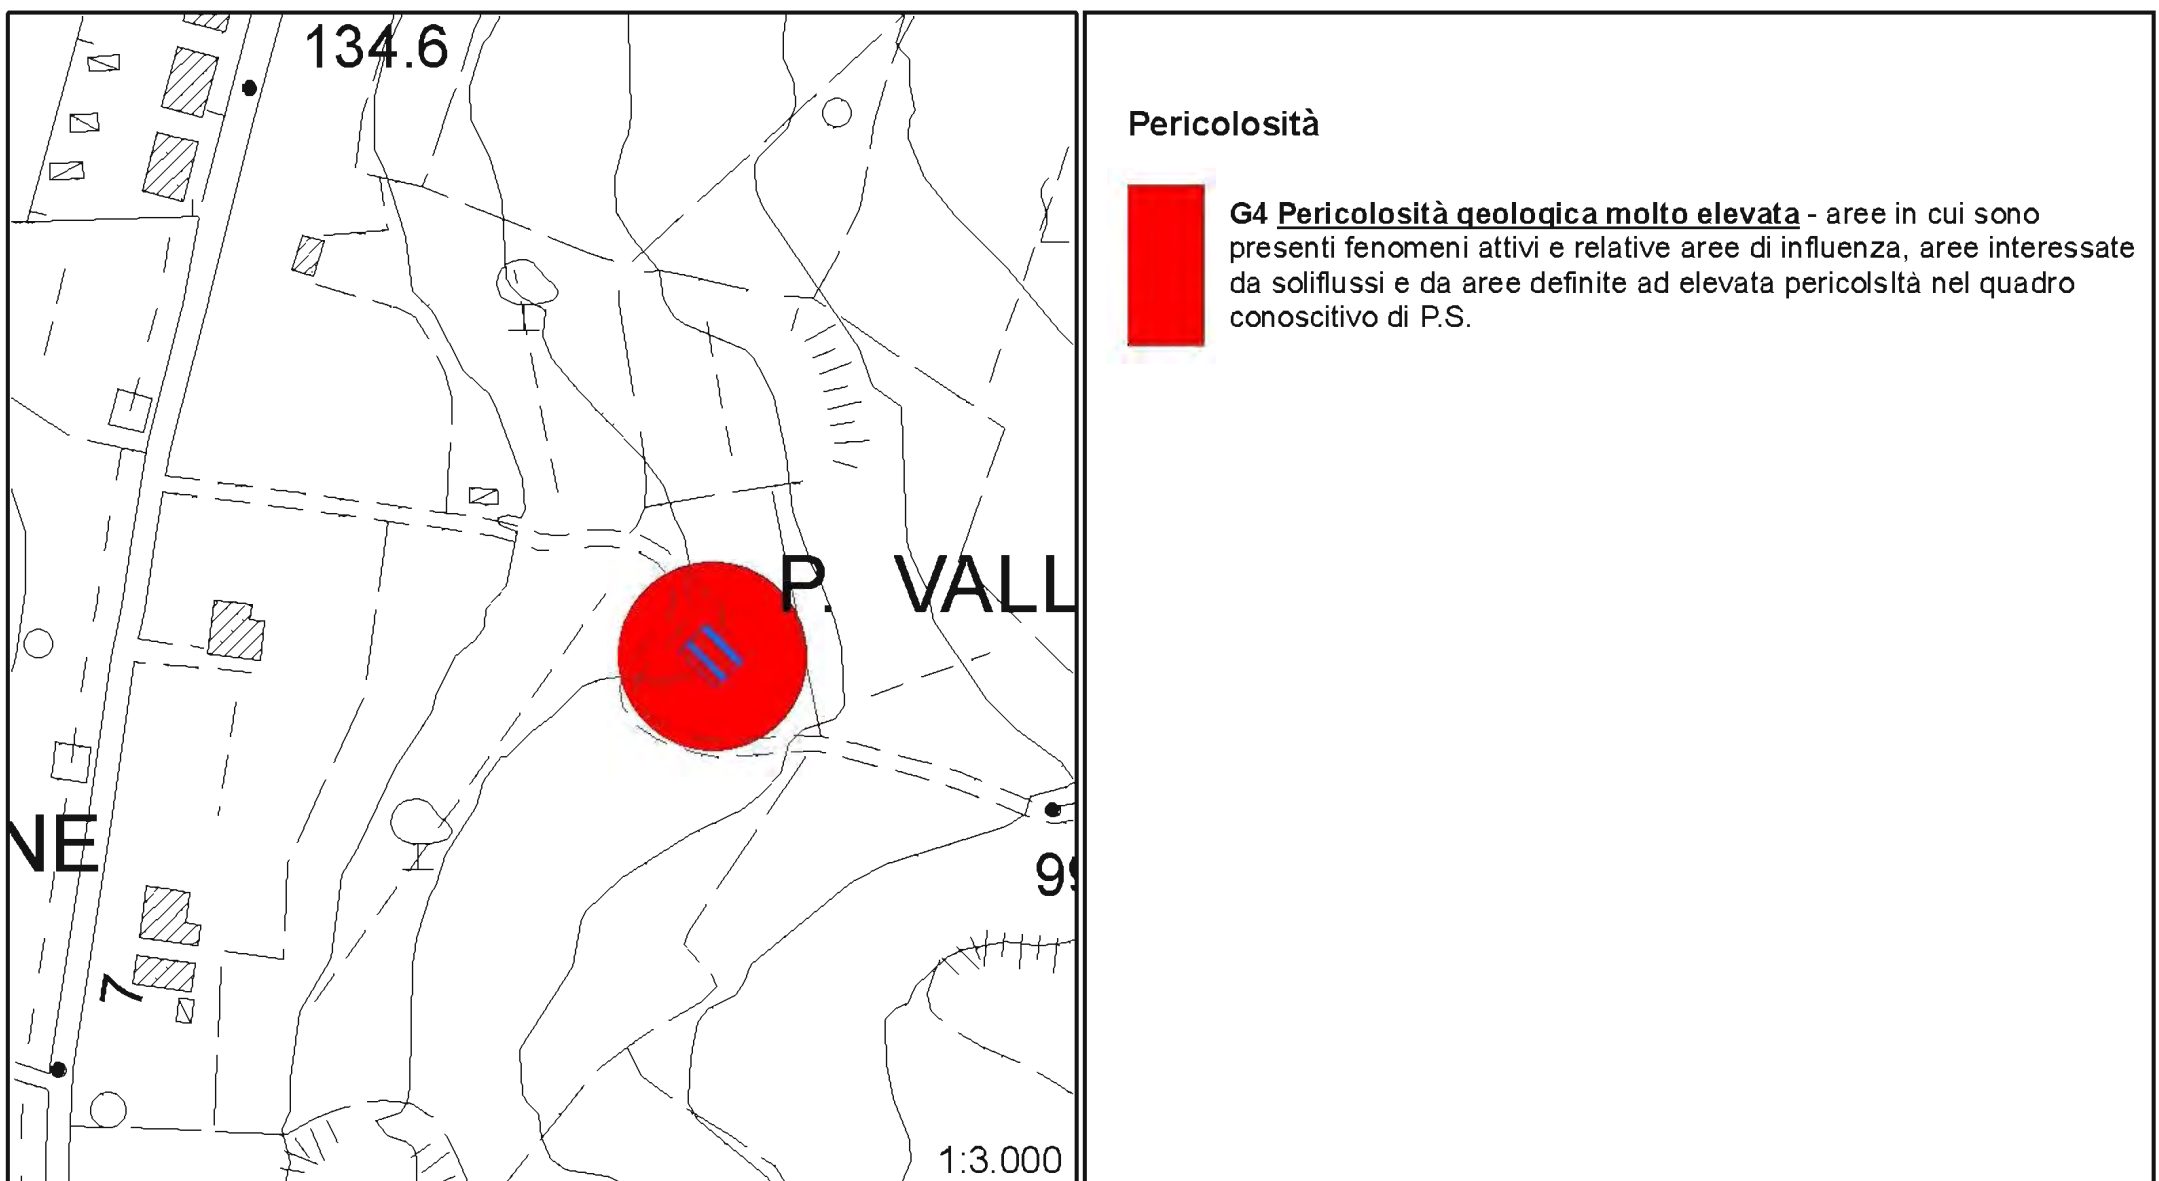 134.6
P. VALL
NE
99
7
1:3.000
Pericolosità
G4 Pericolosità geologica molto elevata - aree in cui sono
presenti fenomeni attivi e relative aree di influenza, aree interessate
da soliflussi e da aree definite ad elevata pericolsità nel quadro
conoscitivo di P.S.